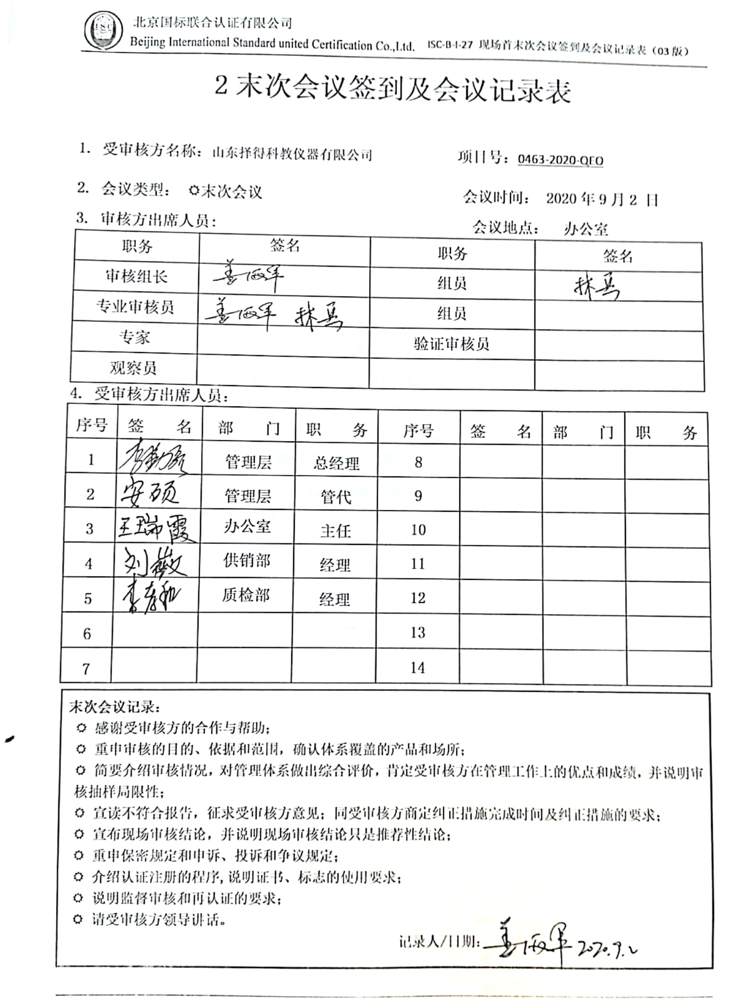 北京国标联合认证有限公司
Beijing International Standard united Certification Co.,Ltd. ISC-B-I-27 现场首末次会议签到及会议记录表（03版）
2 末次会议签到及会议记录表
1. 受审核方名称：山东择得科教仪器有限公司 项目号：0463-2020-QEO
2. 会议类型： 末次会议 会议时间： 2020年9月2 日
3. 审核方出席人员： 会议地点： 办公室
职务 签名 职务 签名
审核组长 组员 林兵
专业审核员 林兵 组员
专家 验证审核员
观察员
4. 受审核方出席人员：
序号 签 名 部 门 职 务 序号 签 名 部 门 职 务
1 管理层 总经理 8
2 安硕 管理层 管代 9
3 王瑞霞 办公室 主任 10
4 刘薇 供销部 经理 11
5 李孝和 质检部 经理 12
6 13
7 14
末次会议记录：
感谢受审核方的合作与帮助；
重申审核的目的、依据和范围，确认体系覆盖的产品和场所；
简要介绍审核情况，对管理体系做出综合评价，肯定受审核方在管理工作上的优点和成绩，并说明审
核抽样局限性；
宣读不符合报告，征求受审核方意见；同受审核方商定纠正措施完成时间及纠正措施的要求；
宣布现场审核结论，并说明现场审核结论只是推荐性结论；
重申保密规定和申诉、投诉和争议规定；
介绍认证注册的程序,说明证书、标志的使用要求；
说明监督审核和再认证的要求；
请受审核方领导讲话。
记录人/日期： 2020.9.2